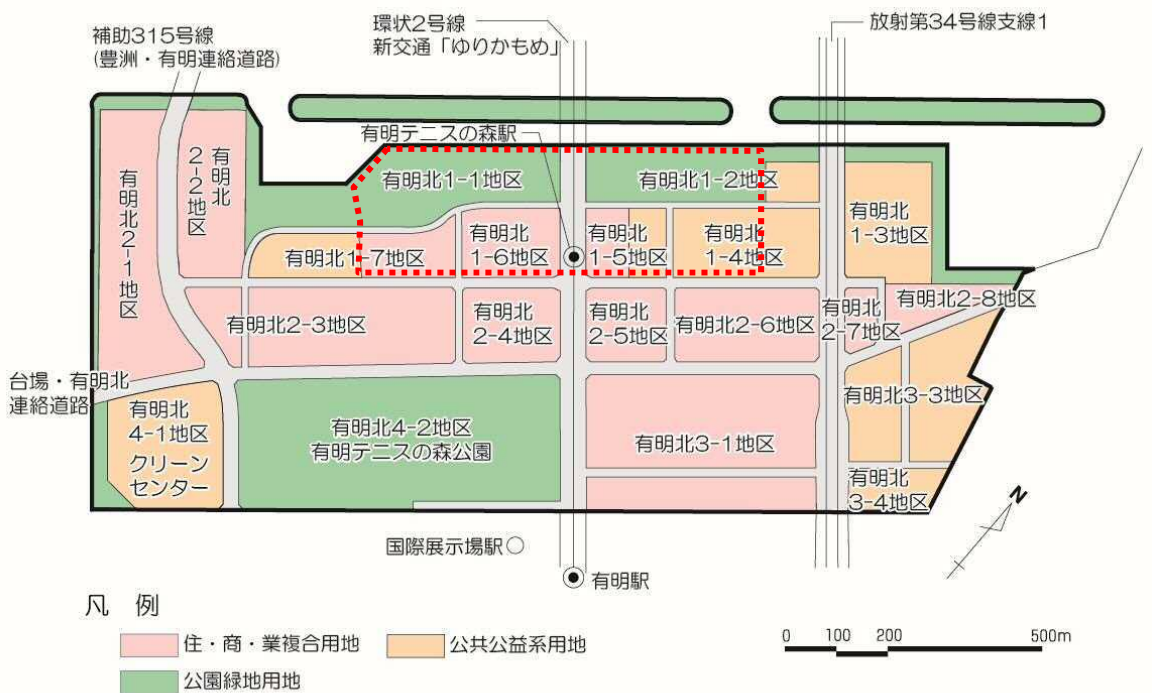 補助315号線
(豊洲・有明連絡道路)
環状2号線
新交通「ゆりかもめ」
放射第34号線支線1
有明テニスの森駅
有明北
2-2地区
有明北2-1地区
有明北1-1地区
有明北1-2地区
有明北
1-3地区
有明北1-7地区
有明北
1-6地区
有明北
1-5地区
有明北
1-4地区
有明北2-3地区
有明北
2-4地区
有明北
2-5地区
有明北2-6地区
有明北
2-7地区
有明北2-8地区
台場・有明北
連絡道路
有明北
4-1地区
クリーン
センター
有明北4-2地区
有明テニスの森公園
有明北3-1地区
有明北3-3地区
有明北
3-4地区
N
国際展示場駅
有明駅
凡 例
住・商・業複合用地
公共公益系用地
公園緑地用地
0 100 200 500m